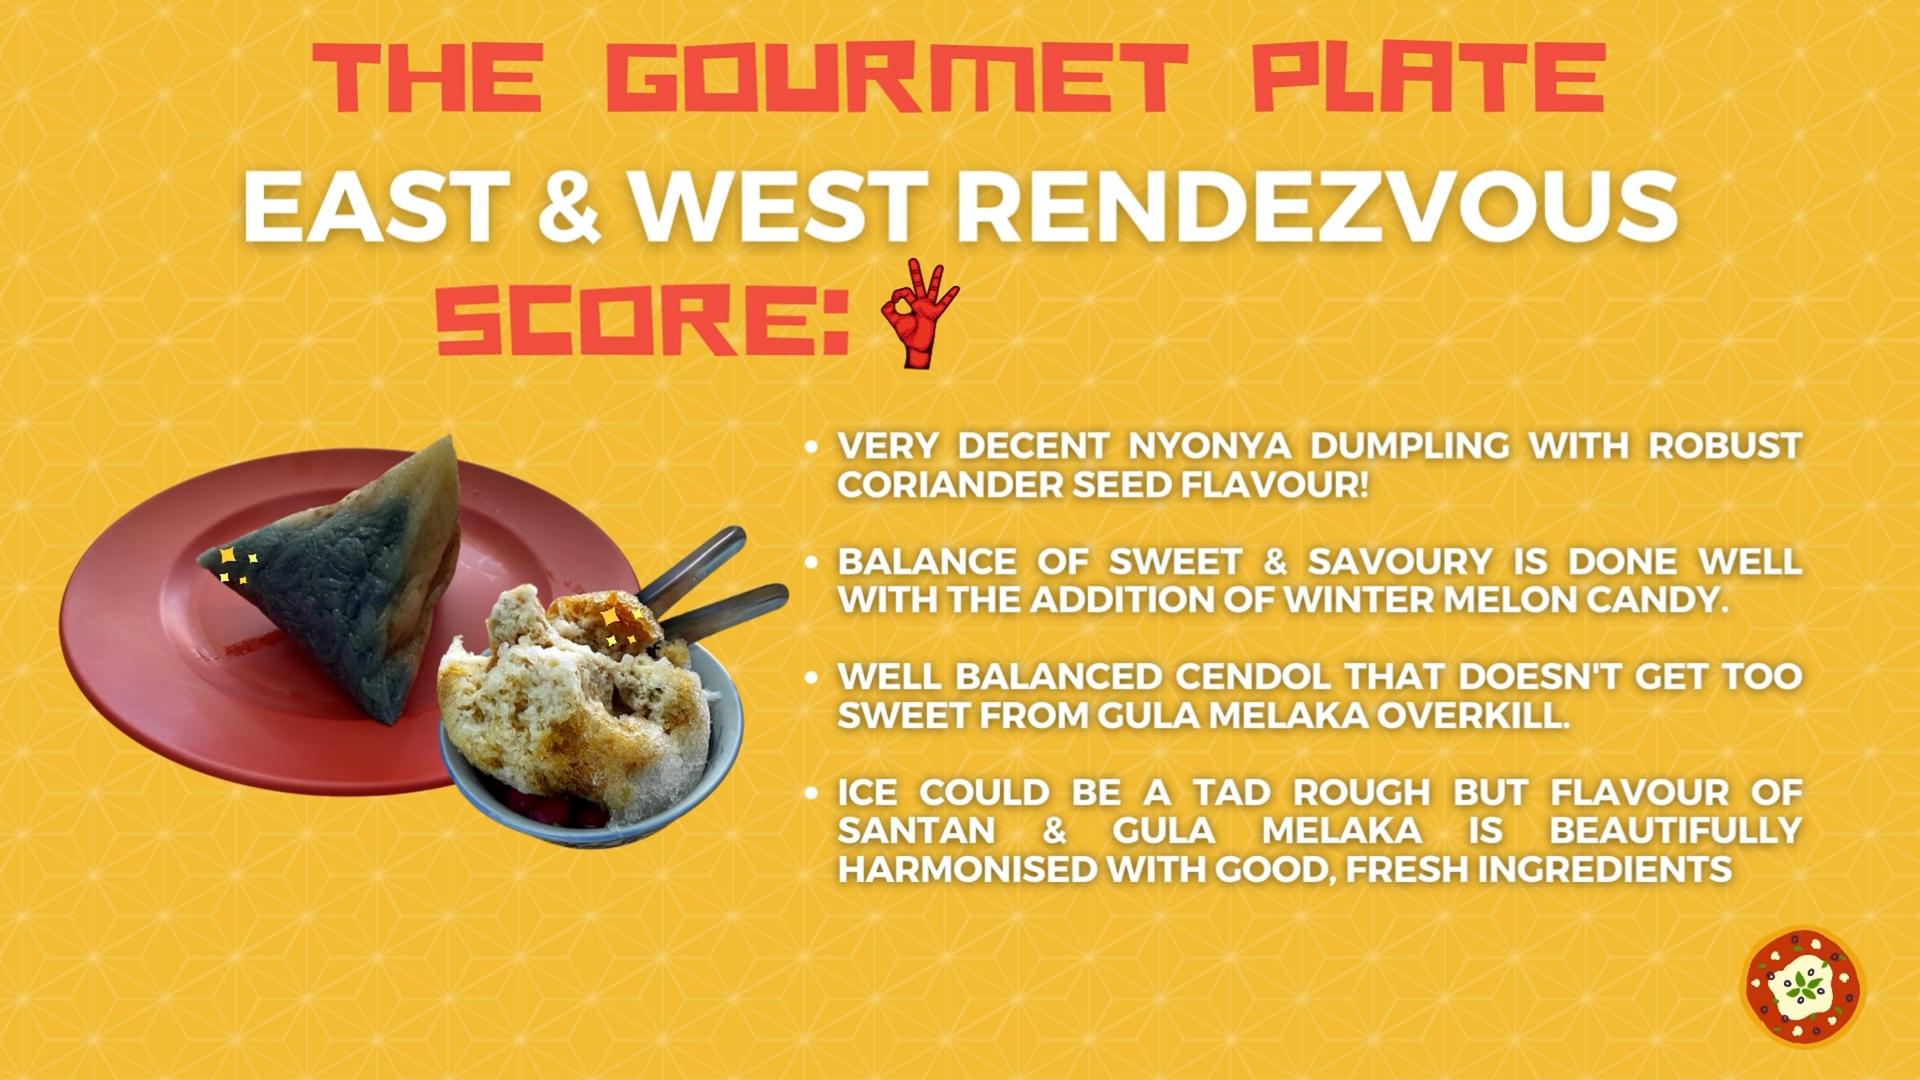 THE GOURMET PLATE
EAST & WEST RENDEZVOUS
SCORE:
• VERY DECENT NYONYA DUMPLING WITH ROBUST
CORIANDER SEED FLAVOUR!
• BALANCE OF SWEET & SAVOURY IS DONE WELL
WITH THE ADDITION OF WINTER MELON CANDY.
• WELL BALANCED CENDOL THAT DOESN'T GET TOO
SWEET FROM GULA MELAKA OVERKILL.
• ICE COULD BE A TAD ROUGH BUT FLAVOUR OF
SANTAN & GULA MELAKA IS BEAUTIFULLY
HARMONISED WITH GOOD, FRESH INGREDIENTS